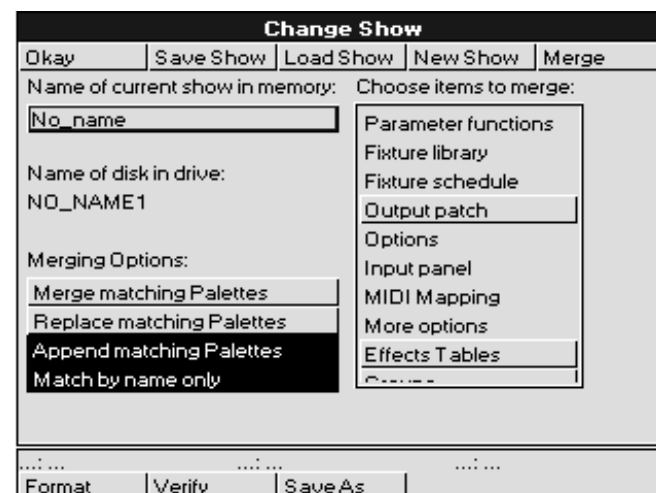 Change Show
Okay Save Show Load Show New Show Merge
Name of current show in memory:
No_name
Name of disk in drive:
NO_NAME1
Merging Options:
Merge matching Palettes
Replace matching Palettes
Append matching Palettes
Match by name only
Choose items to merge:
Parameter functions
Fixture library
Fixture schedule
Output patch
Options
Input panel
MIDI Mapping
More options
Effects Tables
...: ... ...: ... ...: ...
Format Verify Save As